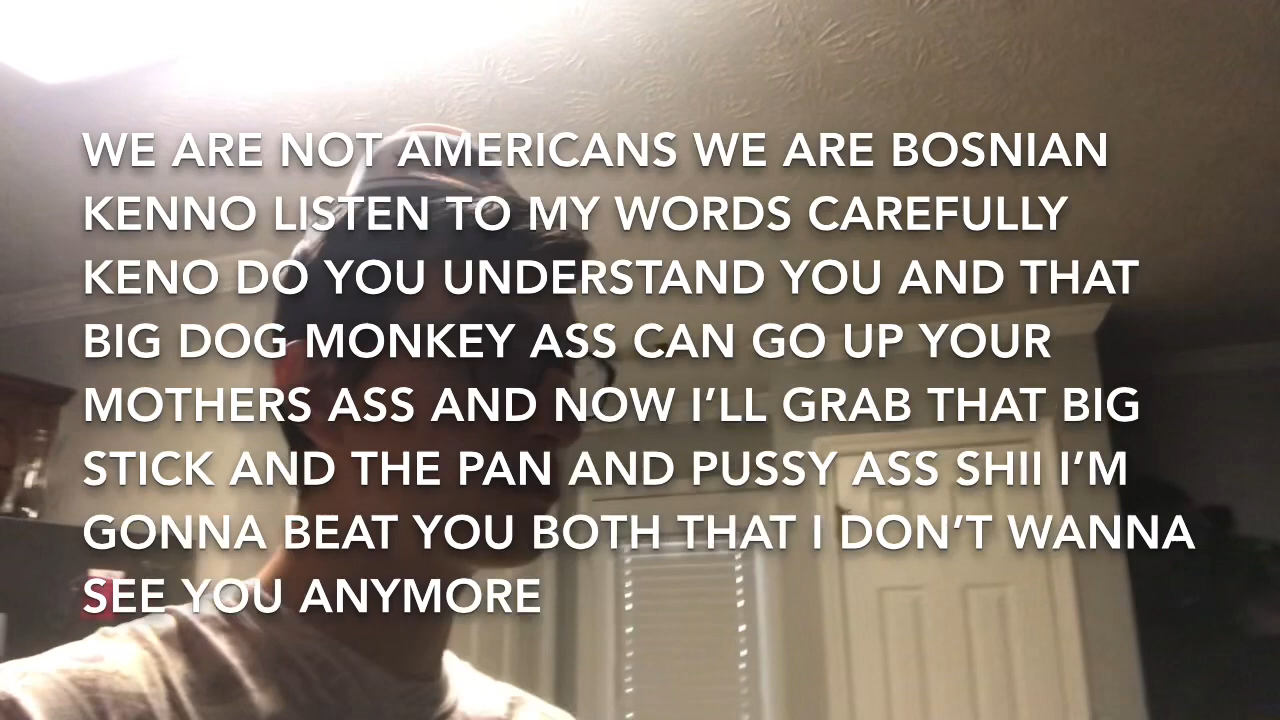 WE ARE NOT AMERICANS WE ARE BOSNIAN
KENNO LISTEN TO MY WORDS CAREFULLY
KENO DO YOU UNDERSTAND YOU AND THAT
BIG DOG MONKEY ASS CAN GO UP YOUR
MOTHERS ASS AND NOW I’LL GRAB THAT BIG
STICK AND THE PAN AND PUSSY ASS SHII I’M
GONNA BEAT YOU BOTH THAT I DON’T WANNA
SEE YOU ANYMORE